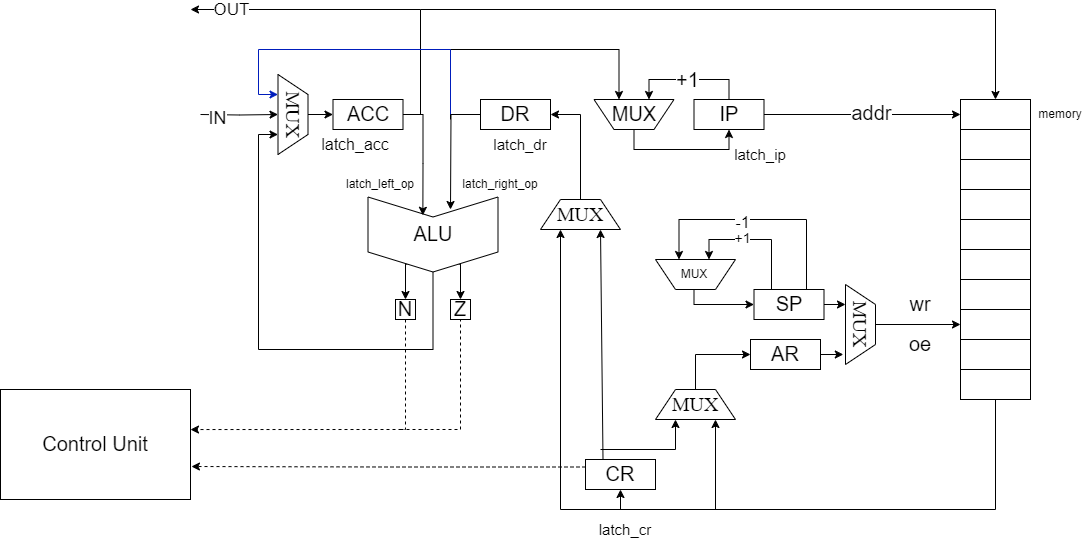 OUT
+1
MUX
IN
ACC
DR
MUX
IP
addr
memory
latch_acc
latch_dr
latch_ip
latch_left_op
latch_right_op
MUX
ALU
-1
+1
MUX
N
Z
SP
MUX
wr
oe
AR
MUX
Control Unit
CR
latch_cr